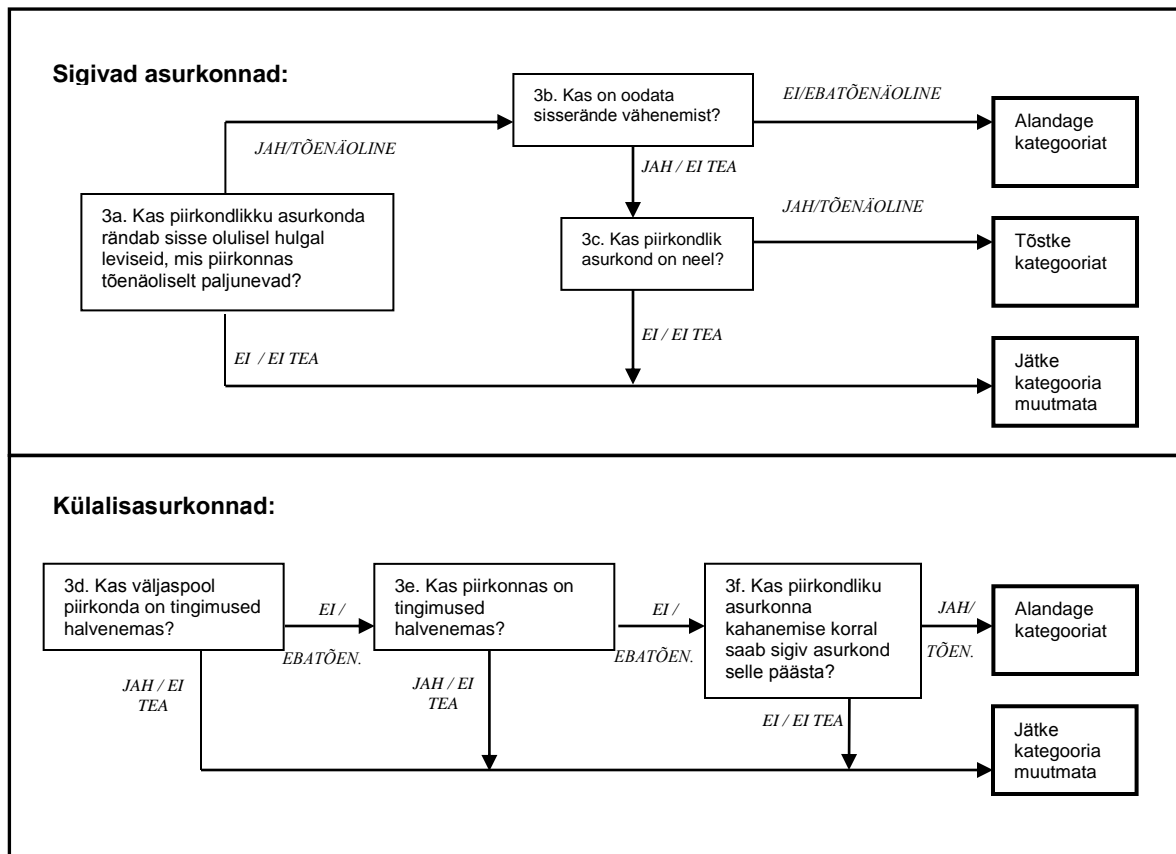 Sigivad asurkonnad:
3b. Kas on oodata
sisserände vähenemist?
EI/EBATÕENÄOLINE
Alandage
kategooriat
JAH/TÕENÄOLINE
JAH / EI TEA
3a. Kas piirkondlikku asurkonda
rändab sisse olulisel hulgal
leviseid, mis piirkonnas
tõenäoliselt paljunevad?
3c. Kas piirkondlik
asurkond on neel?
JAH/TÕENÄOLINE
Tõstke
kategooriat
EI / EI TEA
EI / EI TEA
Jätke
kategooria
muutmata
Külalisasurkonnad:
3d. Kas väljaspool
piirkonda on tingimused
halvenemas?
EI /
EBATÕEN.
3e. Kas piirkonnas on
tingimused
halvenemas?
EI /
EBATÕEN.
3f. Kas piirkondliku
asurkonna
kahanemise korral
saab sigiv asurkond
selle päästa?
JAH/
TÕEN.
Alandage
kategooriat
JAH / EI
TEA
JAH / EI
TEA
EI / EI TEA
Jätke
kategooria
muutmata